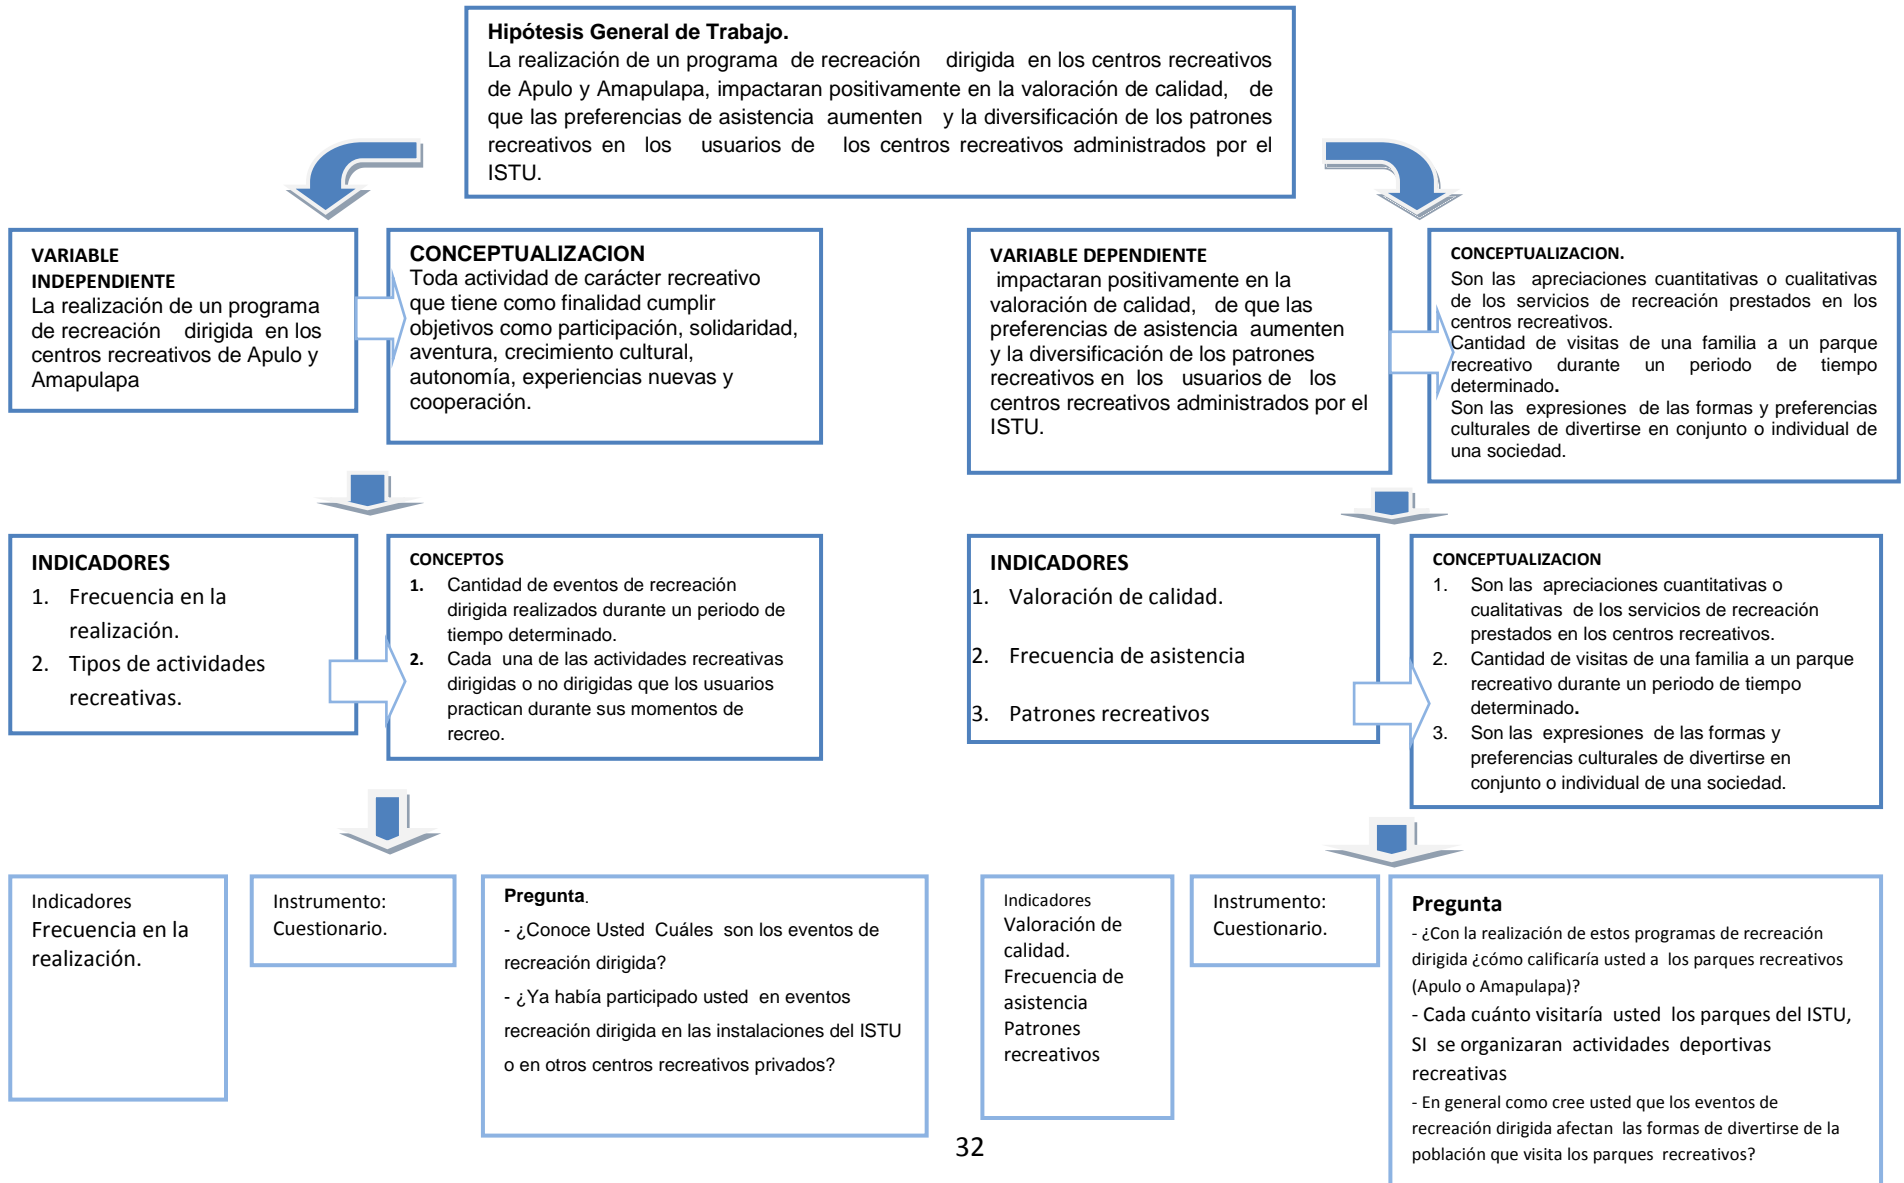 Hipótesis General de Trabajo.
La realización de un programa de recreación dirigida en los centros recreativos
de Apulo y Amapulapa, impactaran positivamente en la valoración de calidad, de
que las preferencias de asistencia aumenten y la diversificación de los patrones
recreativos en los usuarios de los centros recreativos administrados por el
ISTU.
VARIABLE
INDEPENDIENTE
La realización de un programa
de recreación dirigida en los
centros recreativos de Apulo y
Amapulapa
CONCEPTUALIZACION
Toda actividad de carácter recreativo
que tiene como finalidad cumplir
objetivos como participación, solidaridad,
aventura, crecimiento cultural,
autonomía, experiencias nuevas y
cooperación.
VARIABLE DEPENDIENTE
impactaran positivamente en la
valoración de calidad, de que las
preferencias de asistencia aumenten
y la diversificación de los patrones
recreativos en los usuarios de los
centros recreativos administrados por el
ISTU.
CONCEPTUALIZACION.
Son las apreciaciones cuantitativas o cualitativas
de los servicios de recreación prestados en los
centros recreativos.
Cantidad de visitas de una familia a un parque
recreativo durante un periodo de tiempo
determinado.
Son las expresiones de las formas y preferencias
culturales de divertirse en conjunto o individual de
una sociedad.
INDICADORES
1. Frecuencia en la
realización.
2. Tipos de actividades
recreativas.
CONCEPTOS
1. Cantidad de eventos de recreación
dirigida realizados durante un periodo de
tiempo determinado.
2. Cada una de las actividades recreativas
dirigidas o no dirigidas que los usuarios
practican durante sus momentos de
recreo.
INDICADORES
1. Valoración de calidad.
2. Frecuencia de asistencia
3. Patrones recreativos
CONCEPTUALIZACION
1. Son las apreciaciones cuantitativas o
cualitativas de los servicios de recreación
prestados en los centros recreativos.
2. Cantidad de visitas de una familia a un parque
recreativo durante un periodo de tiempo
determinado.
3. Son las expresiones de las formas y
preferencias culturales de divertirse en
conjunto o individual de una sociedad.
Indicadores
Frecuencia en la
realización.
Instrumento:
Cuestionario.
Pregunta.
- ¿Conoce Usted Cuáles son los eventos de
recreación dirigida?
- ¿Ya había participado usted en eventos
recreación dirigida en las instalaciones del ISTU
o en otros centros recreativos privados?
Indicadores
Valoración de
calidad.
Frecuencia de
asistencia
Patrones
recreativos
Instrumento:
Cuestionario.
Pregunta
- ¿Con la realización de estos programas de recreación
dirigida ¿cómo calificaría usted a los parques recreativos
(Apulo o Amapulapa)?
- Cada cuánto visitaría usted los parques del ISTU,
SI se organizaran actividades deportivas
recreativas
- En general como cree usted que los eventos de
recreación dirigida afectan las formas de divertirse de la
población que visita los parques recreativos?
32